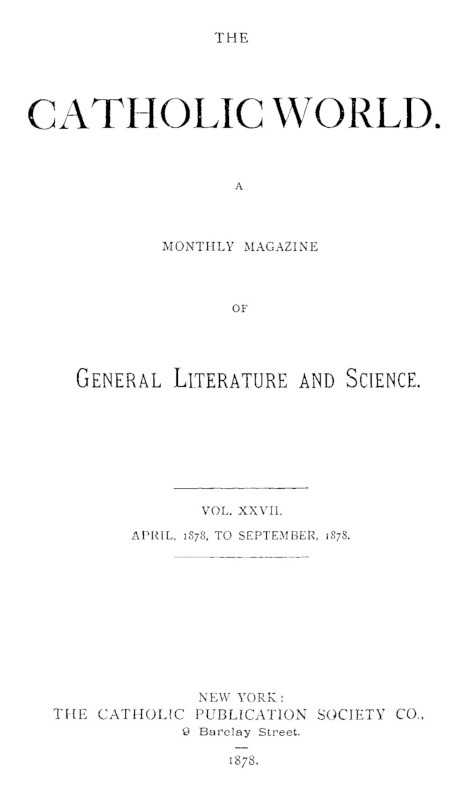 THE
CATHOLIC WORLD.
A
MONTHLY MAGAZINE
OF
GENERAL LITERATURE AND SCIENCE.
VOL. XXVII.
APRIL, 1878, TO SEPTEMBER, 1878.
NEW YORK:
THE CATHOLIC PUBLICATION SOCIETY CO.,
9 Barclay Street.
1878.